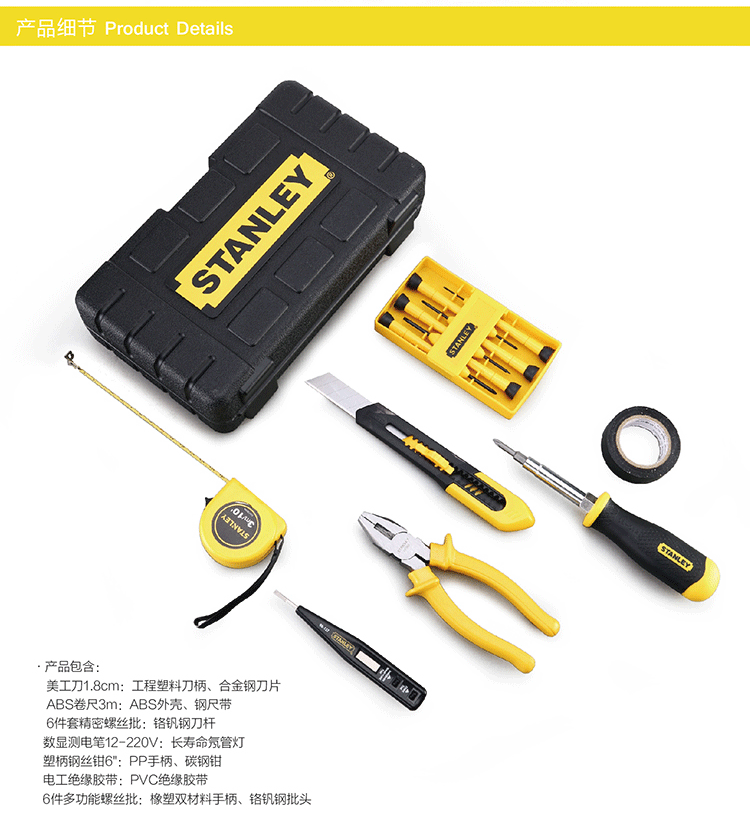 产品细节 Product Details
STANLEY®
STANLEY
3m/10'
STANLEY
STANLEY
STANLEY
·产品包含：
美工刀1.8cm：工程塑料刀柄、合金钢刀片
ABS卷尺3m：ABS外壳、钢尺带
6件套精密螺丝批：铬钒钢刀杆
数显测电笔12-220V：长寿命氖管灯
塑柄钢丝钳6"：PP手柄、碳钢钳
电工绝缘胶带：PVC绝缘胶带
6件多功能螺丝批：橡塑双材料手柄、铬钒钢批头